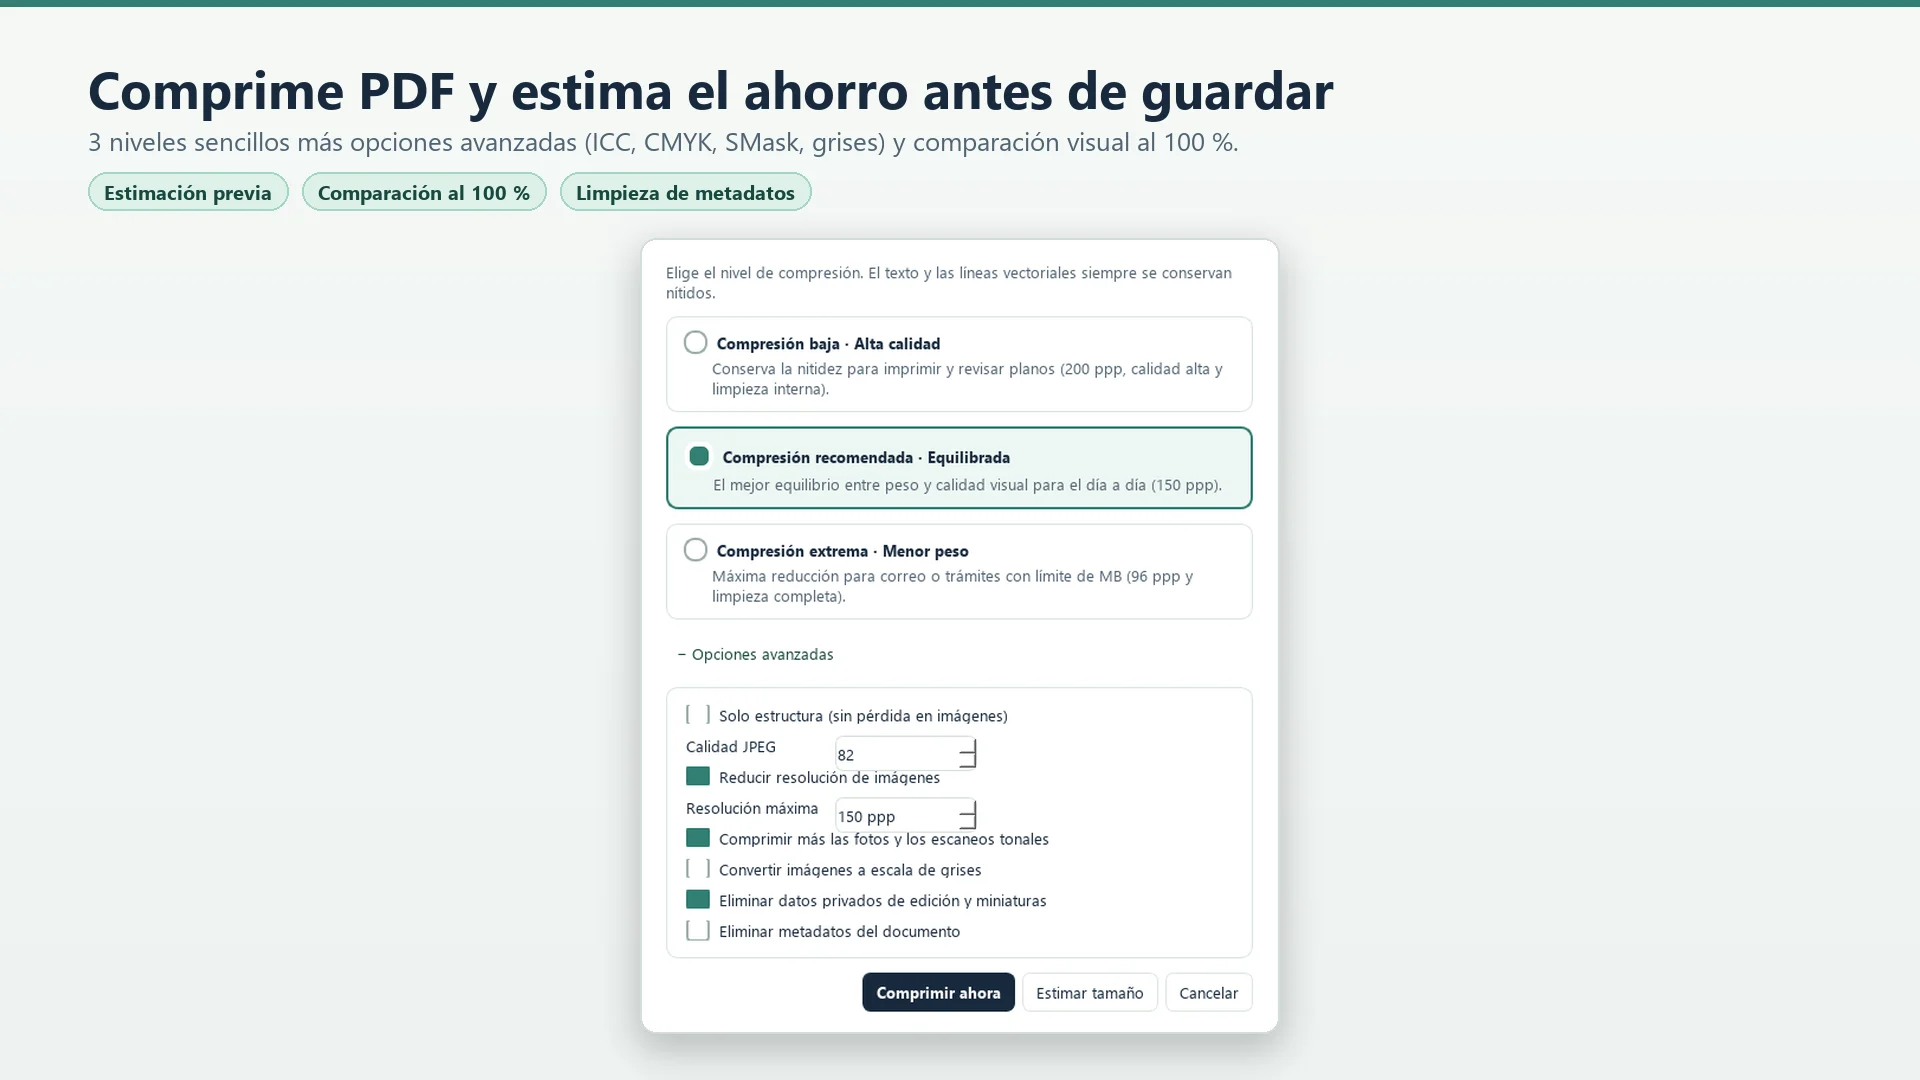 Comprime PDF y estima el ahorro antes de guardar
3 niveles sencillos más opciones avanzadas (ICC, CMYK, SMask, grises) y comparación visual al 100 %.
Estimación previa
Comparación al 100 %
Limpieza de metadatos
Elige el nivel de compresión. El texto y las líneas vectoriales siempre se conservan
nítidos.
Compresión baja · Alta calidad
Conserva la nitidez para imprimir y revisar planos (200 ppp, calidad alta y
limpieza interna).
Compresión recomendada · Equilibrada
El mejor equilibrio entre peso y calidad visual para el día a día (150 ppp).
Compresión extrema · Menor peso
Máxima reducción para correo o trámites con límite de MB (96 ppp y
limpieza completa).
− Opciones avanzadas
Solo estructura (sin pérdida en imágenes)
Calidad JPEG 82
Reducir resolución de imágenes
Resolución máxima 150 ppp
Comprimir más las fotos y los escaneos tonales
Convertir imágenes a escala de grises
Eliminar datos privados de edición y miniaturas
Eliminar metadatos del documento
Comprimir ahora
Estimar tamaño
Cancelar